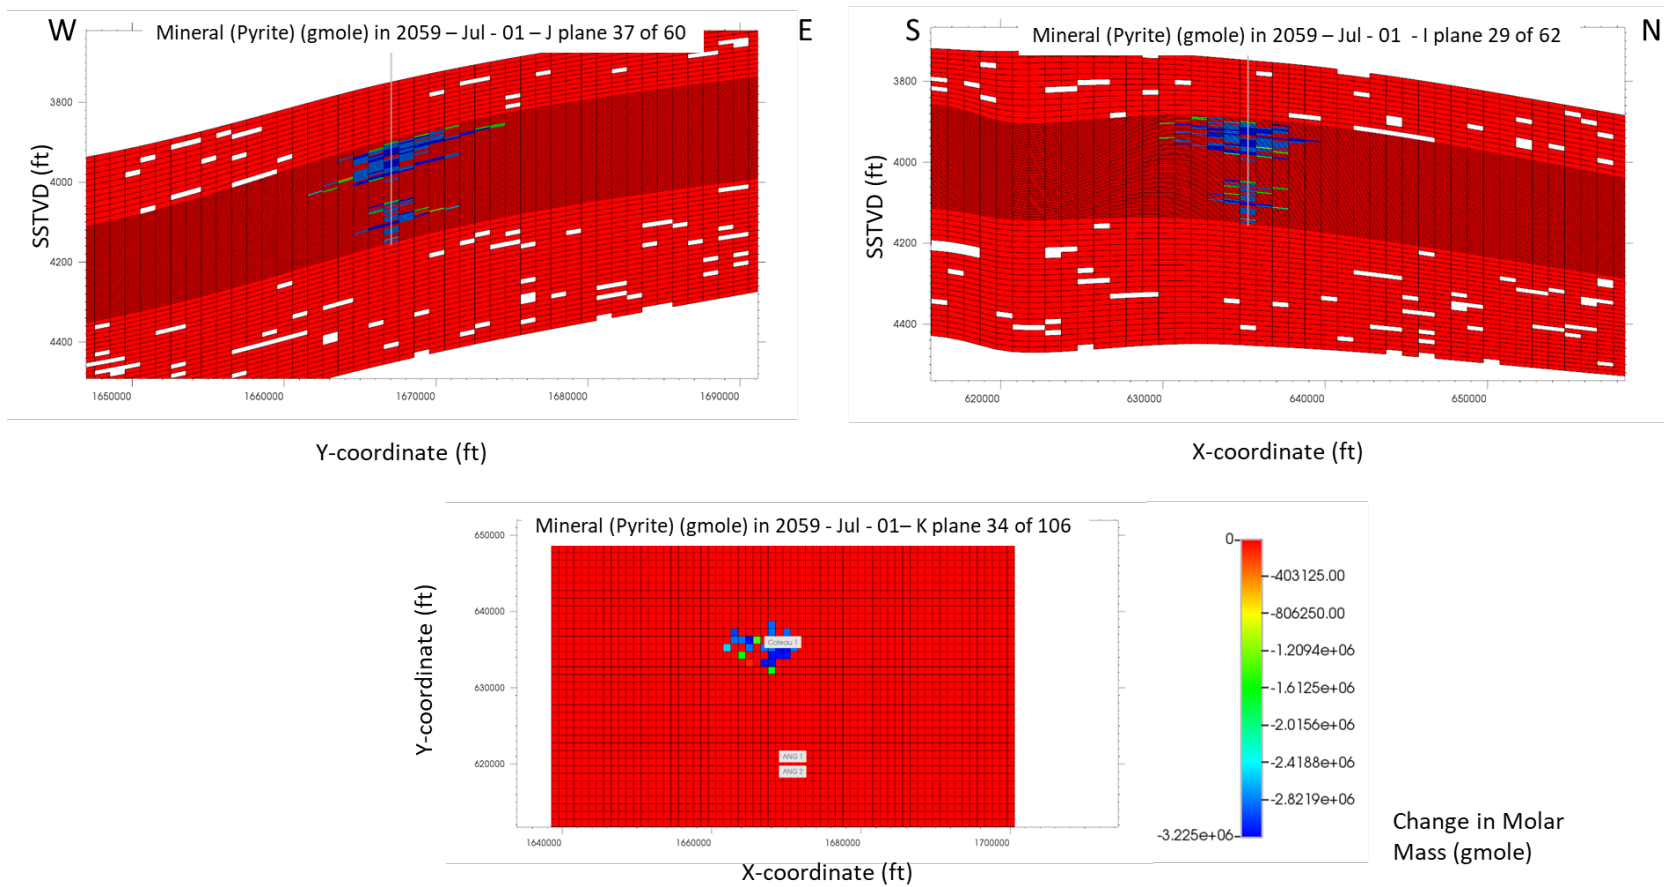 W
Mineral (Pyrite) (gmole) in 2059 – Jul - 01 – J plane 37 of 60
E
SSTVD (ft)
3800
4000
4200
4400
1650000 1660000 1670000 1680000 1690000
Y-coordinate (ft)
S
Mineral (Pyrite) (gmole) in 2059 – Jul - 01 - I plane 29 of 62
N
SSTVD (ft)
3800
4000
4200
4400
620000 630000 640000 650000
X-coordinate (ft)
Mineral (Pyrite) (gmole) in 2059 - Jul - 01– K plane 34 of 106
Y-coordinate (ft)
650000
640000
630000
620000
Coteau 1
ANG 1
ANG 2
1640000 1660000 1680000 1700000
X-coordinate (ft)
0
-403125.00
-806250.00
-1.2094e+06
-1.6125e+06
-2.0156e+06
-2.4188e+06
-2.8219e+06
-3.225e+06
Change in Molar
Mass (gmole)